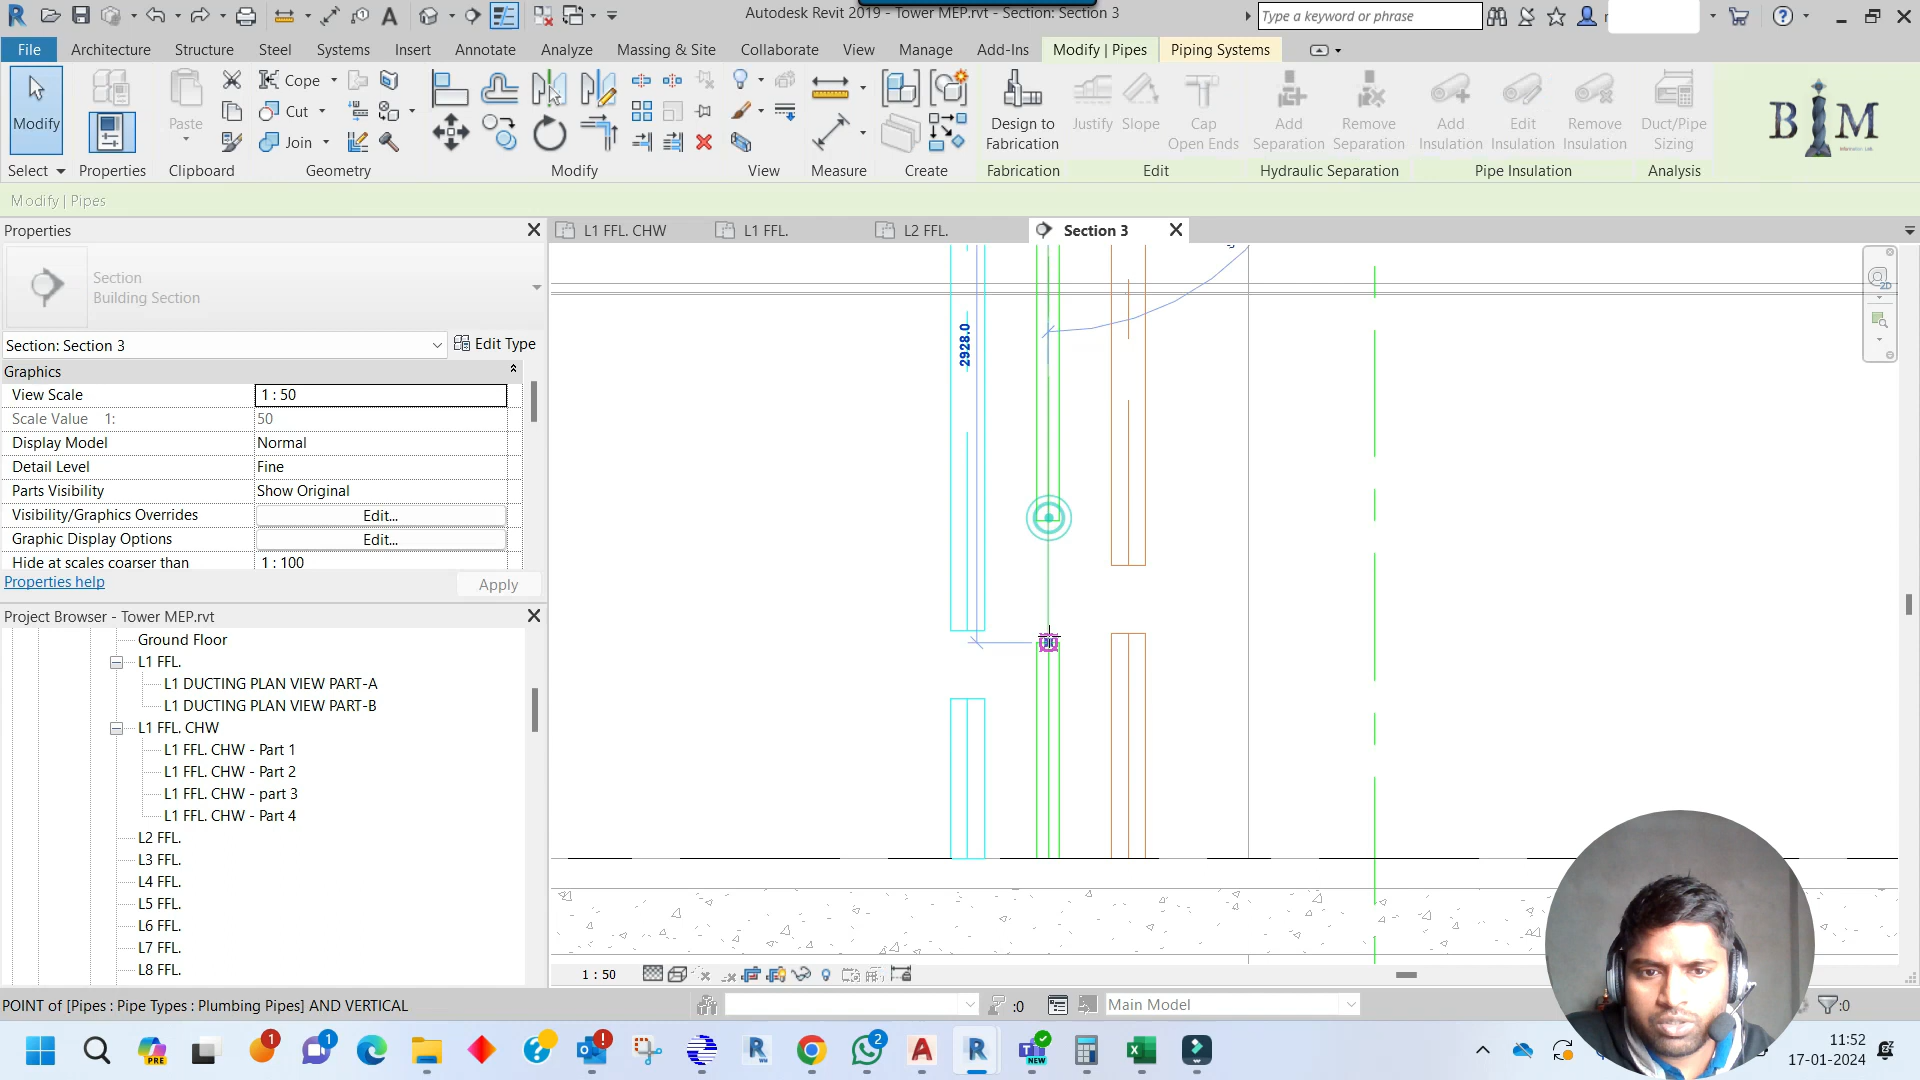 Autodesk Revit 2019 - Tower MEP.rvt - Section: Section 3
Type a keyword or phrase
File Architecture Structure Steel Systems Insert Annotate Analyze Massing & Site Collaborate View Manage Add-Ins Modify | Pipes Piping Systems
Modify
Paste
Cope
Cut
Join
Design to
Fabrication
Justify
Slope
Cap
Open Ends
Add
Separation
Remove
Separation
Add
Insulation
Edit
Insulation
Remove
Insulation
Duct/Pipe
Sizing
BIM
Select Properties Clipboard Geometry Modify View Measure Create Fabrication Edit Hydraulic Separation Pipe Insulation Analysis
Modify | Pipes
Properties
L1 FFL. CHW L1 FFL. L2 FFL. Section 3
Section
Building Section
Section: Section 3
Edit Type
Graphics
View Scale 1 : 50
Scale Value 1: 50
Display Model Normal
Detail Level Fine
Parts Visibility Show Original
Visibility/Graphics Overrides Edit...
Graphic Display Options Edit...
Hide at scales coarser than 1 : 100
Properties help
Apply
2928.0
2D
Project Browser - Tower MEP.rvt
Ground Floor
L1 FFL.
L1 DUCTING PLAN VIEW PART-A
L1 DUCTING PLAN VIEW PART-B
L1 FFL. CHW
L1 FFL. CHW - Part 1
L1 FFL. CHW - Part 2
L1 FFL. CHW - part 3
L1 FFL. CHW - Part 4
L2 FFL.
L3 FFL.
L4 FFL.
L5 FFL.
L6 FFL.
L7 FFL.
L8 FFL.
1 : 50
POINT of [Pipes : Pipe Types : Plumbing Pipes] AND VERTICAL
:0
Main Model
:0
PRE
1
1
2
NEW
11:52
17-01-2024